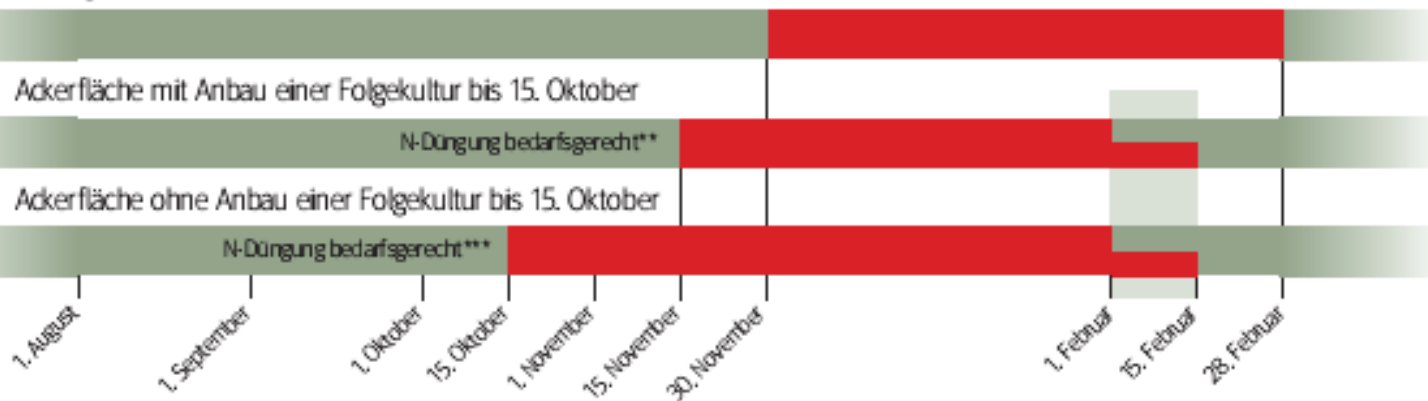 Ackerfläche mit Anbau einer Folgekultur bis 15. Oktober
N-Düngung bedarfsgerecht**
Ackerfläche ohne Anbau einer Folgekultur bis 15. Oktober
N-Düngung bedarfsgerecht***
1. August
1. September
1. Oktober
15. Oktober
1. November
15. November
30. November
1. Februar
15. Februar
28. Februar